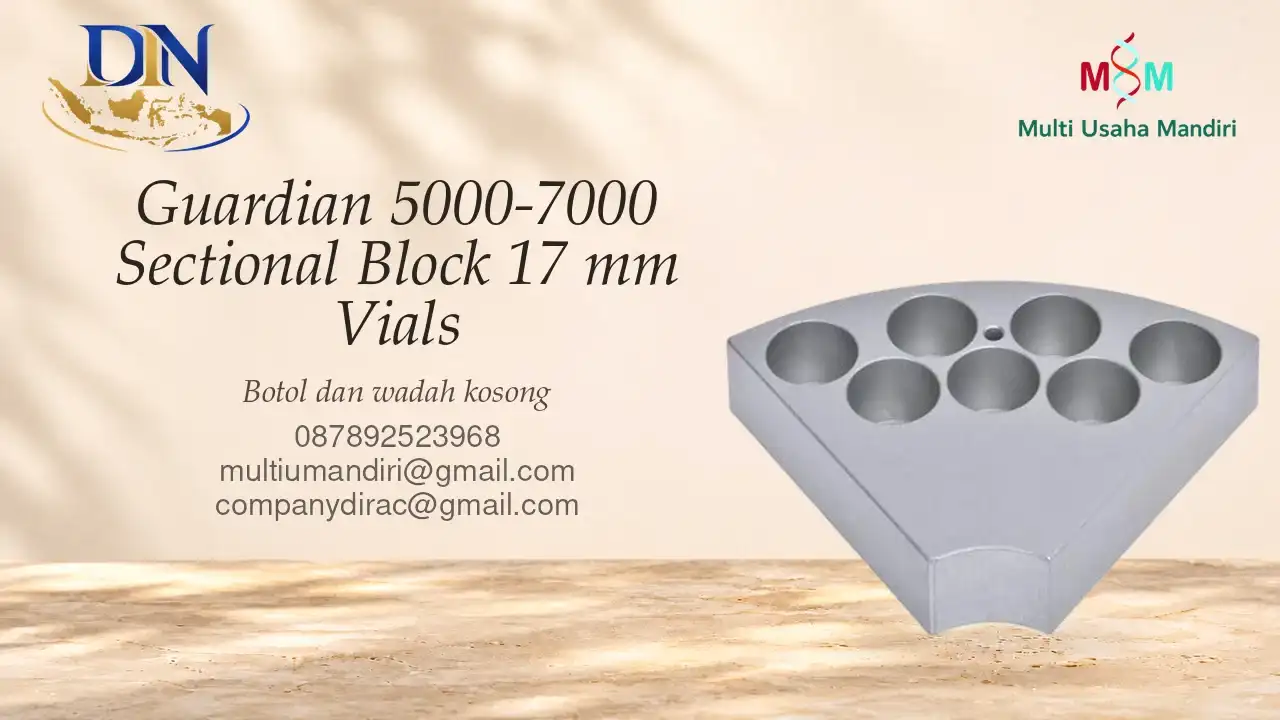 DIN
M M
Multi Usaha Mandiri
Guardian 5000-7000
Sectional Block 17 mm
Vials
Botol dan wadah kosong
087892523968
multiumandiri@gmail.com
companydirac@gmail.com